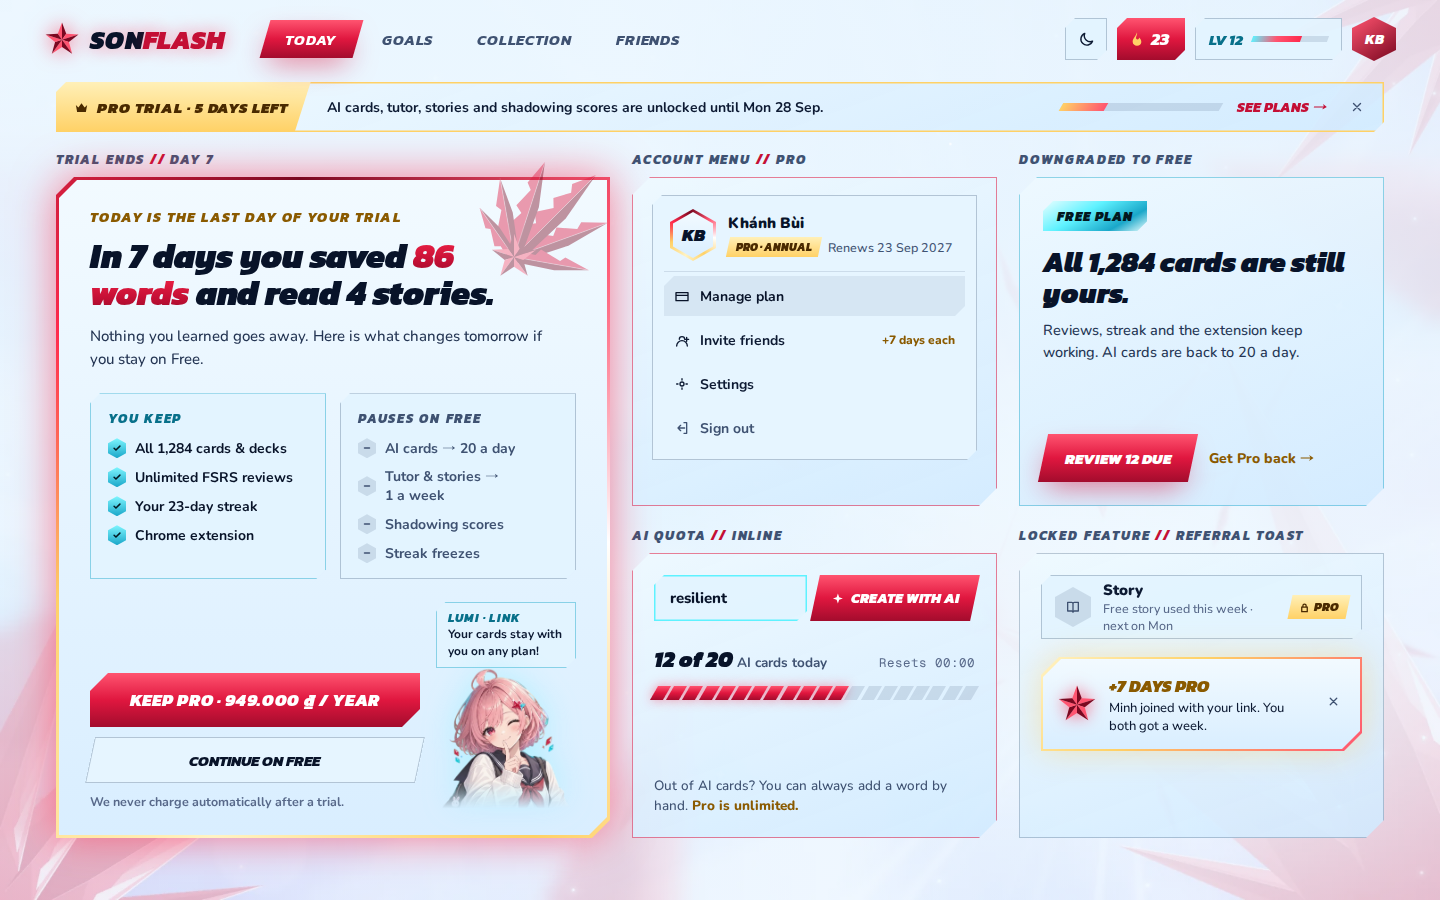 SONFLASH
TODAY
GOALS
COLLECTION
FRIENDS
23
LV 12
KB
PRO TRIAL · 5 DAYS LEFT
AI cards, tutor, stories and shadowing scores are unlocked until Mon 28 Sep.
SEE PLANS →
TRIAL ENDS // DAY 7
TODAY IS THE LAST DAY OF YOUR TRIAL
In 7 days you saved 86
words and read 4 stories.
Nothing you learned goes away. Here is what changes tomorrow if
you stay on Free.
YOU KEEP
All 1,284 cards & decks
Unlimited FSRS reviews
Your 23-day streak
Chrome extension
PAUSES ON FREE
AI cards → 20 a day
Tutor & stories →
1 a week
Shadowing scores
Streak freezes
LUMI · LINK
Your cards stay with
you on any plan!
KEEP PRO · 949.000 ₫ / YEAR
CONTINUE ON FREE
We never charge automatically after a trial.
ACCOUNT MENU // PRO
KB
Khánh Bùi
PRO · ANNUAL
Renews 23 Sep 2027
Manage plan
Invite friends
+7 days each
Settings
Sign out
DOWNGRADED TO FREE
FREE PLAN
All 1,284 cards are still
yours.
Reviews, streak and the extension keep
working. AI cards are back to 20 a day.
REVIEW 12 DUE
Get Pro back →
AI QUOTA // INLINE
resilient
CREATE WITH AI
12 of 20 AI cards today
Resets 00:00
Out of AI cards? You can always add a word by
hand. Pro is unlimited.
LOCKED FEATURE // REFERRAL TOAST
Story
Free story used this week ·
next on Mon
PRO
+7 DAYS PRO
Minh joined with your link. You
both got a week.